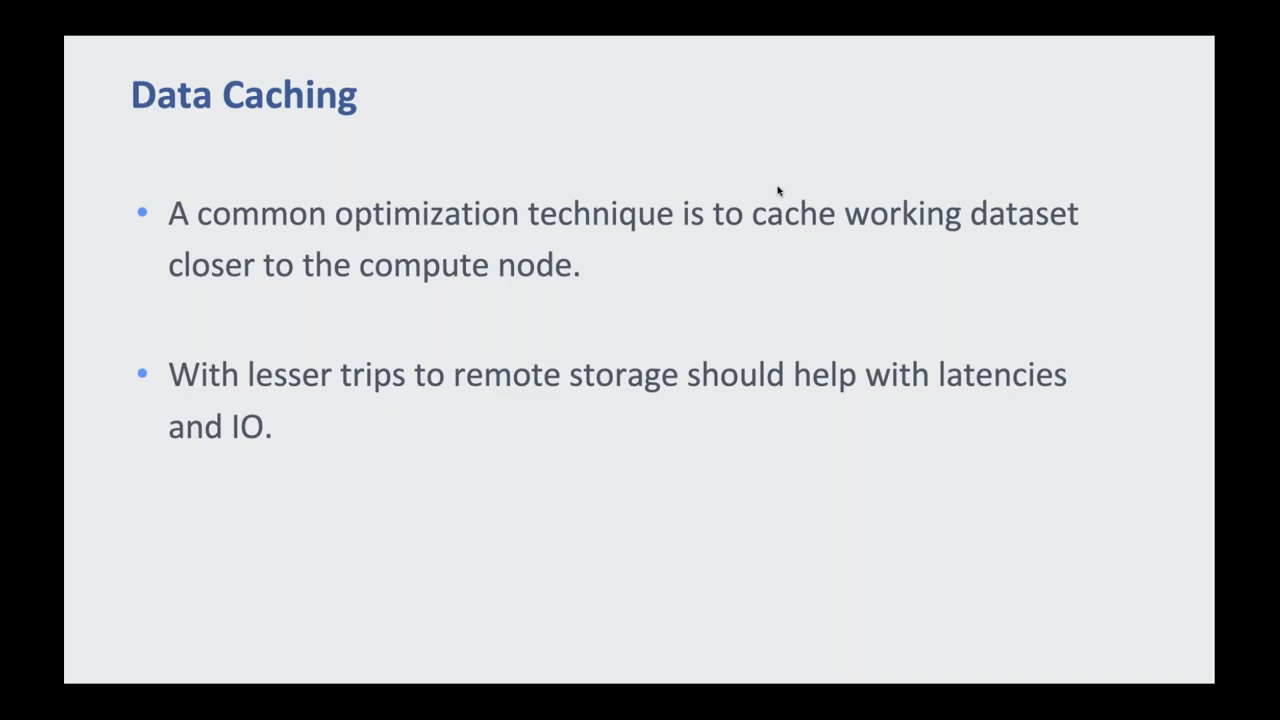 Data Caching
• A common optimization technique is to cache working dataset
closer to the compute node.
• With lesser trips to remote storage should help with latencies
and IO.